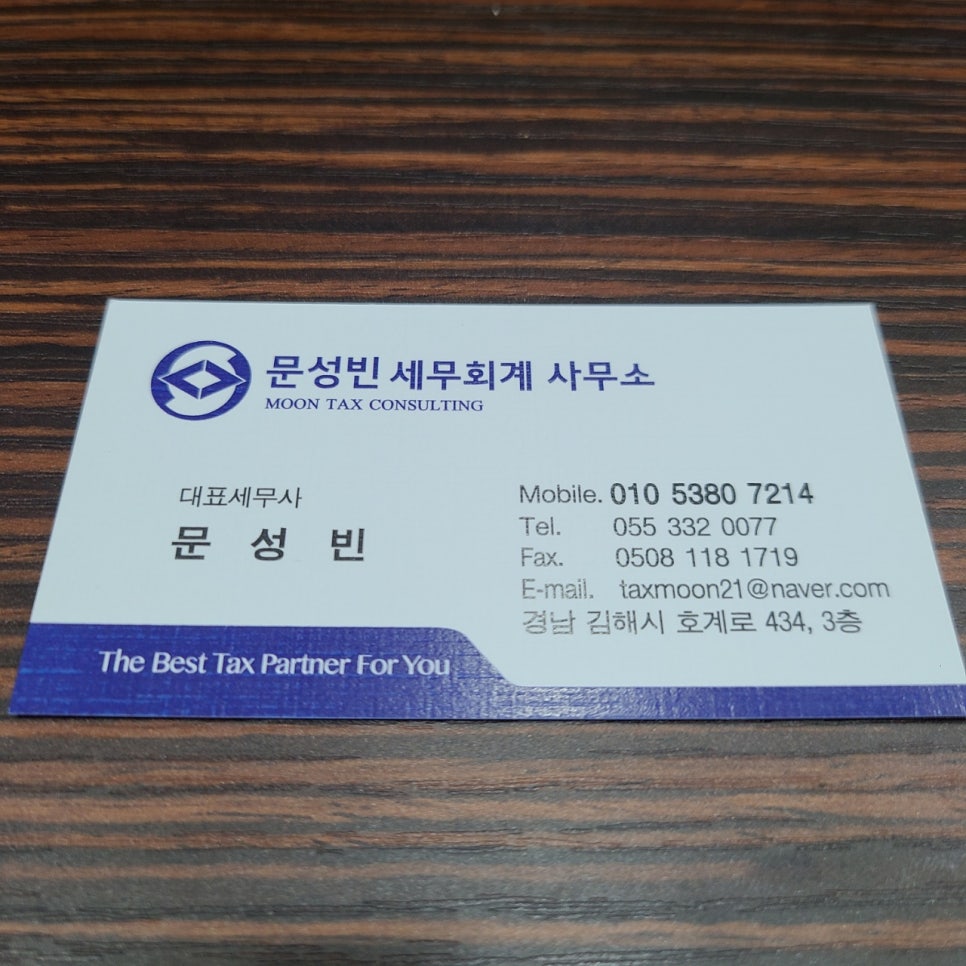 문성빈 세무회계 사무소
MOON TAX CONSULTING
대표세무사
문 성 빈
Mobile. 010 5380 7214
Tel. 055 332 0077
Fax. 0508 118 1719
E-mail. taxmoon21@naver.com
경남 김해시 호계로 434, 3층
The Best Tax Partner For You